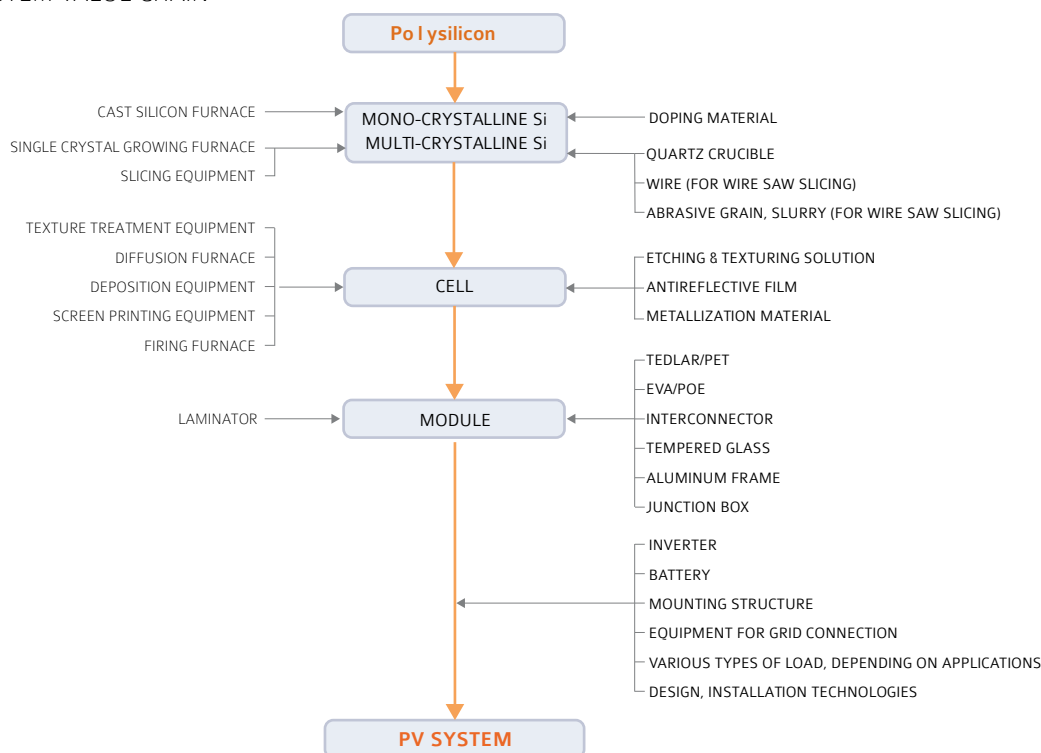 Polysilicon
CAST SILICON FURNACE
SINGLE CRYSTAL GROWING FURNACE
SLICING EQUIPMENT
MONO-CRYSTALLINE Si
MULTI-CRYSTALLINE Si
DOPING MATERIAL
QUARTZ CRUCIBLE
WIRE (FOR WIRE SAW SLICING)
ABRASIVE GRAIN, SLURRY (FOR WIRE SAW SLICING)
TEXTURE TREATMENT EQUIPMENT
DIFFUSION FURNACE
DEPOSITION EQUIPMENT
SCREEN PRINTING EQUIPMENT
FIRING FURNACE
CELL
ETCHING & TEXTURING SOLUTION
ANTIREFLECTIVE FILM
METALLIZATION MATERIAL
LAMINATOR
MODULE
TEDLAR/PET
EVA/POE
INTERCONNECTOR
TEMPERED GLASS
ALUMINUM FRAME
JUNCTION BOX
INVERTER
BATTERY
MOUNTING STRUCTURE
EQUIPMENT FOR GRID CONNECTION
VARIOUS TYPES OF LOAD, DEPENDING ON APPLICATIONS
DESIGN, INSTALLATION TECHNOLOGIES
PV SYSTEM